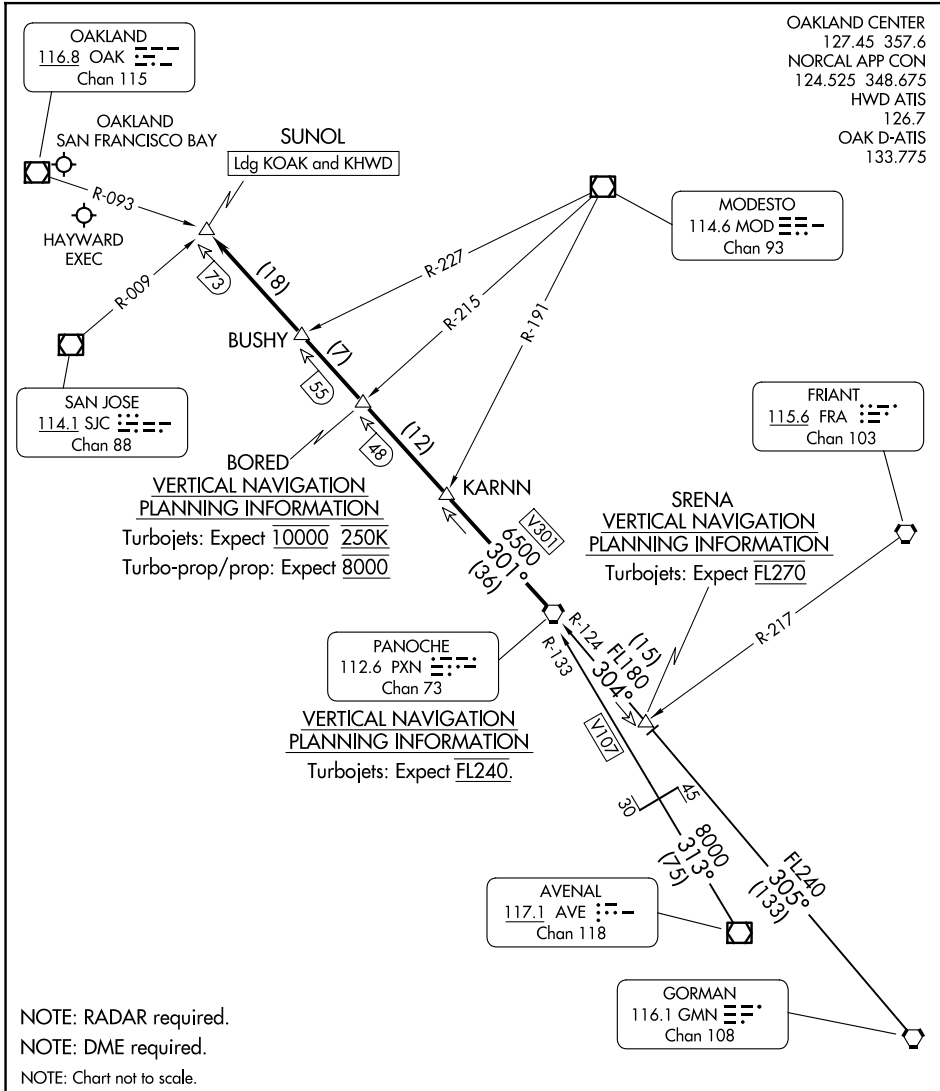 OAKLAND CENTER
127.45 357.6
NORCAL APP CON
124.525 348.675
HWD ATIS
126.7
OAK D-ATIS
133.775
OAKLAND
116.8 OAK
Chan 115
OAKLAND
SAN FRANCISCO BAY
SUNOL
Ldg KOAK and KHWD
R-093
HAYWARD
EXEC
R-009
73
(18)
MODESTO
114.6 MOD
Chan 93
R-227
R-215
R-191
BUSHY
(7)
55
SAN JOSE
114.1 SJC
Chan 88
(12)
48
BORED
VERTICAL NAVIGATION
PLANNING INFORMATION
Turbojets: Expect 10000 250K
Turbo-prop/prop: Expect 8000
KARNN
FRIANT
115.6 FRA
Chan 103
SRENA
VERTICAL NAVIGATION
PLANNING INFORMATION
Turbojets: Expect FL270
V301
6500
301°
(36)
R-217
PANOCHE
112.6 PXN
Chan 73
VERTICAL NAVIGATION
PLANNING INFORMATION
Turbojets: Expect FL240.
R-124
R-133
(15)
FL180
304°
V107
30
45
8000
313°
(75)
FL240
305°
(133)
AVENAL
117.1 AVE
Chan 118
GORMAN
116.1 GMN
Chan 108
NOTE: RADAR required.
NOTE: DME required.
NOTE: Chart not to scale.